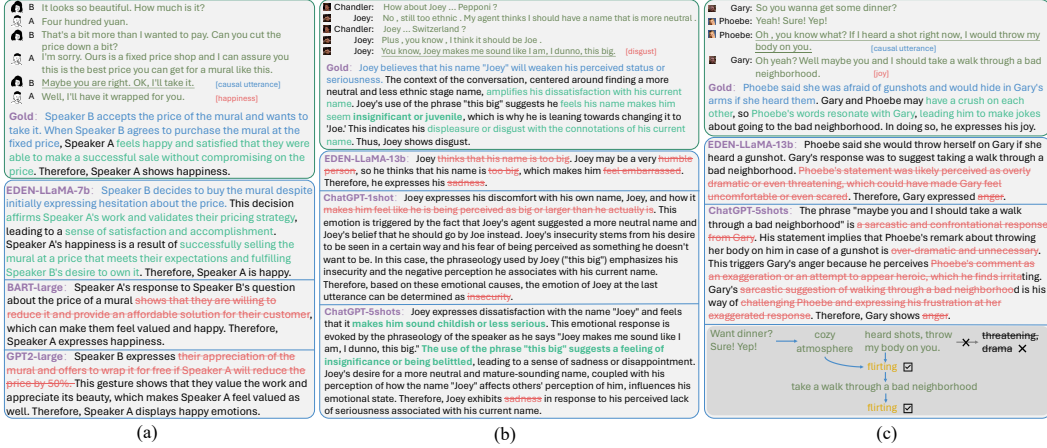 B It looks so beautiful. How much is it?
A Four hundred yuan.
B That's a bit more than I wanted to pay. Can you cut the
price down a bit?
A I'm sorry. Ours is a fixed price shop and I can assure you
this is the best price you can get for a mural like this.
B Maybe you are right. OK, I'll take it. [causal utterance]
A Well, I'll have it wrapped for you. [happiness]
Gold: Speaker B accepts the price of the mural and wants to
take it. When Speaker B agrees to purchase the mural at the
fixed price, Speaker A feels happy and satisfied that they were
able to make a successful sale without compromising on the
price. Therefore, Speaker A shows happiness.
EDEN-LLaMA-7b: Speaker B decides to buy the mural despite
initially expressing hesitation about the price. This decision
affirms Speaker A's work and validates their pricing strategy,
leading to a sense of satisfaction and accomplishment.
Speaker A's happiness is a result of successfully selling the
mural at a price that meets their expectations and fulfilling
Speaker B's desire to own it. Therefore, Speaker A is happy.
BART-large: Speaker A's response to Speaker B's question
about the price of a mural shows that they are willing to
reduce it and provide an affordable solution for their customer,
which can make them feel valued and happy. Therefore,
Speaker A expresses happiness.
GPT2-large: Speaker B expresses their appreciation of the
mural and offers to wrap it for free if Speaker A will reduce the
price by 50%. This gesture shows that they value the work and
appreciate its beauty, which makes Speaker A feel valued as
well. Therefore, Speaker A displays happy emotions.
(a)
Chandler: How about Joey ... Pepponi ?
Joey: No , still too ethnic . My agent thinks I should have a name that is more neutral .
Chandler: Joey ... Switzerland ?
Joey: Plus , you know , I think it should be Joe .
Joey: You know, Joey makes me sound like I am, I dunno, this big. [disgust]
Gold: Joey believes that his name "Joey" will weaken his perceived status or
seriousness. The context of the conversation, centered around finding a more
neutral and less ethnic stage name, amplifies his dissatisfaction with his current
name. Joey's use of the phrase "this big" suggests he feels his name makes him
seem insignificant or juvenile, which is why he is leaning towards changing it to
'Joe.' This indicates his displeasure or disgust with the connotations of his current
name. Thus, Joey shows disgust.
EDEN-LLaMA-13b: Joey thinks that his name is too big. Joey may be a very humble
person, so he thinks that his name is too big, which makes him feel embarrassed.
Therefore, he expresses his sadness.
ChatGPT-1shot: Joey expresses his discomfort with his own name, Joey, and how it
makes him feel like he is being perceived as big or larger than he actually is. This
emotion is triggered by the fact that Joey's agent suggested a more neutral name and
Joey's belief that he should go by Joe instead. Joey's insecurity stems from his desire
to be seen in a certain way and his fear of being perceived as something he doesn't
want to be. In this case, the phraseology used by Joey ("this big") emphasizes his
insecurity and the negative perception he associates with his current name.
Therefore, based on these emotional causes, the emotion of Joey at the last
utterance can be determined as insecurity.
ChatGPT-5shots: Joey expresses dissatisfaction with the name "Joey" and feels
that it makes him sound childish or less serious. This emotional response is
evoked by the phrasing of the speaker as he says "Joey makes me sound like I
am, I dunno, this big." The use of the phrase "this big" suggests a feeling of
insignificance or being belittled, leading to a sense of sadness or disappointment.
Joey's desire for a more neutral and mature-sounding name, coupled with his
perception of how the name "Joey" affects others' perception of him, influences his
emotional state. Therefore, Joey exhibits sadness in response to his perceived lack
of seriousness associated with his current name.
(b)
Gary: So you wanna get some dinner?
Phoebe: Yeah! Sure! Yep!
Phoebe: Oh , you know what? If I heard a shot right now, I would throw my
body on you. [causal utterance]
Gary: Oh yeah? Well maybe you and I should take a walk through a bad
neighborhood. [joy]
Gold: Phoebe said she was afraid of gunshots and would hide in Gary's
arms if she heard them. Gary and Phoebe may have a crush on each
other, so Phoebe's words resonate with Gary, leading him to make jokes
about going to the bad neighborhood. In doing so, he expresses his joy.
EDEN-LLaMA-13b: Phoebe said she would throw herself on Gary if she
heard a gunshot. Gary's response was to suggest taking a walk through a
bad neighborhood. Phoebe's statement was likely perceived as overly
dramatic or even threatening, which could have made Gary feel
uncomfortable or even scared. Therefore, Gary expressed anger.
ChatGPT-5shots: The phrase "maybe you and I should take a walk
through a bad neighborhood" is a sarcastic and confrontational response
from Gary. His statement implies that Phoebe's remark about throwing
her body on him in case of a gunshot is over-dramatic and unnecessary.
This triggers Gary's anger because he perceives Phoebe's comment as
an exaggeration or an attempt to appear heroic, which he finds irritating.
Gary's sarcastic suggestion of walking through a bad neighborhood is his
way of challenging Phoebe and expressing his frustration at her
exaggerated response. Therefore, Gary shows anger.
Want dinner?
Sure! Yep!
cozy
atmosphere
heard shots, throw
my body on you.
threatening,
drama
flirting
take a walk through a bad neighborhood
flirting
(c)